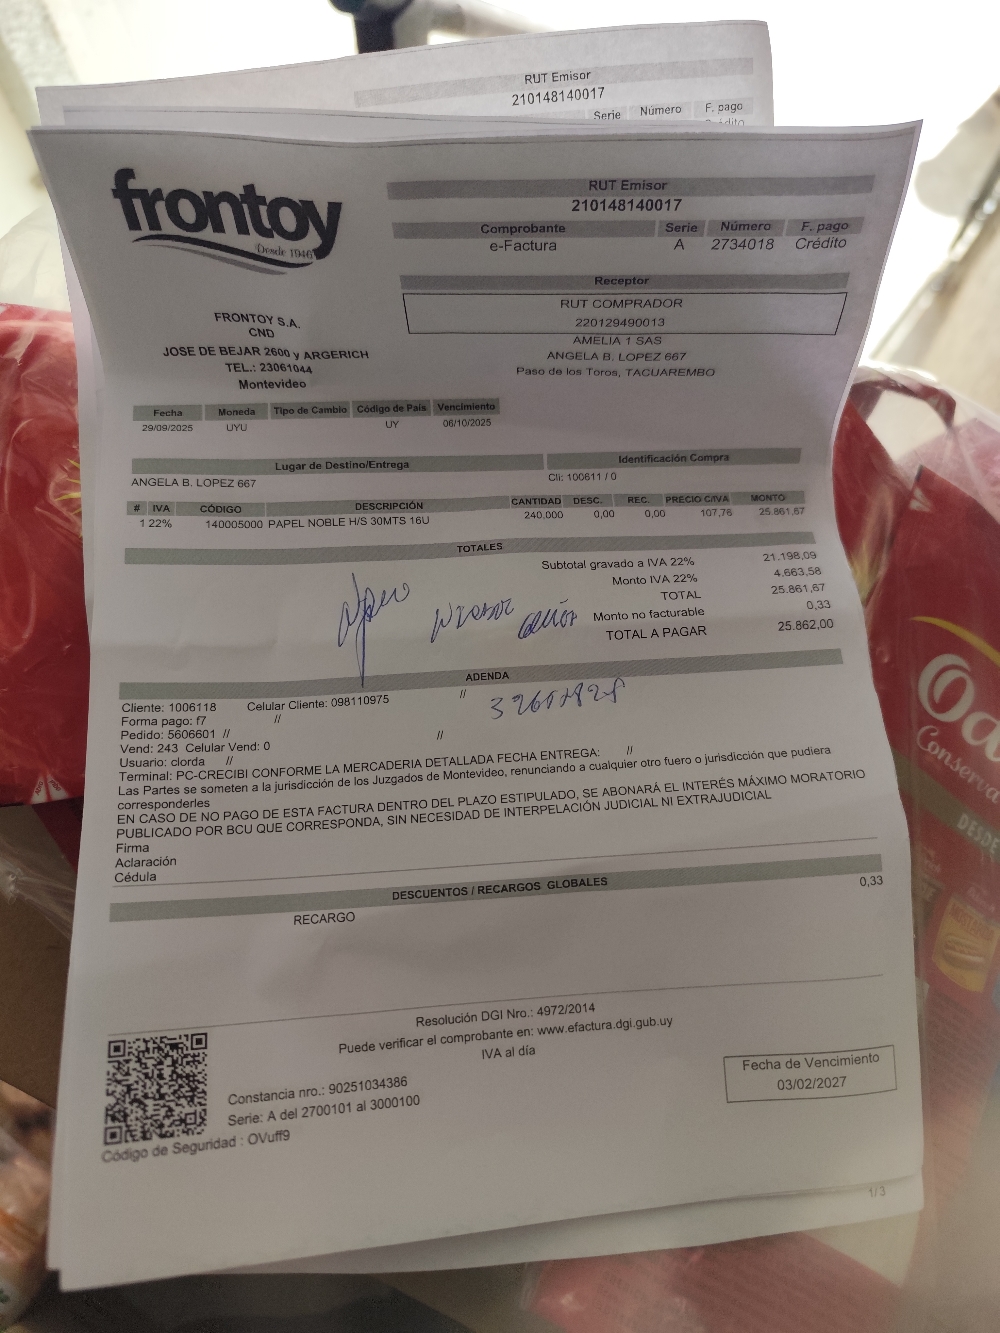 RUT Emisor
210148140017
Serie Número F. pago
Crédito
frontoy
Desde 1946
RUT Emisor
210148140017
Comprobante Serie Número F. pago
e-Factura A 2734018 Crédito
Receptor
RUT COMPRADOR
220129490013
AMELIA 1 SAS
ANGELA B. LOPEZ 667
Paso de los Toros, TACUAREMBO
FRONTOY S.A.
CND
JOSE DE BEJAR 2600 y ARGERICH
TEL.: 23061044
Montevideo
Fecha Moneda Tipo de Cambio Código de País Vencimiento
29/09/2025 UYU UY 06/10/2025
Lugar de Destino/Entrega Identificación Compra
ANGELA B. LOPEZ 667 Cli: 100611 / 0
# IVA CÓDIGO DESCRIPCIÓN CANTIDAD DESC. REC. PRECIO C/IVA MONTO
1 22% 140005000 PAPEL NOBLE H/S 30MTS 16U 240,000 0,00 0,00 107,76 25.861,67
TOTALES
Subtotal gravado a IVA 22% 21.198,09
Monto IVA 22% 4.663,58
TOTAL 25.861,67
Monto no facturable 0,33
TOTAL A PAGAR 25.862,00
ADENDA
Cliente: 1006118 Celular Cliente: 098110975 //
Forma pago: f7 //
Pedido: 5606601 // //
Vend: 243 Celular Vend: 0
Usuario: clorda //
Terminal: PC-CRECIBI CONFORME LA MERCADERIA DETALLADA FECHA ENTREGA: //
Las Partes se someten a la jurisdicción de los Juzgados de Montevideo, renunciando a cualquier otro fuero o jurisdicción que pudiera
corresponderles
EN CASO DE NO PAGO DE ESTA FACTURA DENTRO DEL PLAZO ESTIPULADO, SE ABONARÁ EL INTERÉS MÁXIMO MORATORIO
PUBLICADO POR BCU QUE CORRESPONDA, SIN NECESIDAD DE INTERPELACIÓN JUDICIAL NI EXTRAJUDICIAL
Firma
Aclaración
Cédula
DESCUENTOS / RECARGOS GLOBALES
RECARGO 0,33
Resolución DGI Nro.: 4972/2014
Puede verificar el comprobante en: www.efactura.dgi.gub.uy
IVA al día
Constancia nro.: 90251034386
Serie: A del 2700101 al 3000100
Código de Seguridad : OVuff9
Fecha de Vencimiento
03/02/2027
1/3
Conserva
DESDE